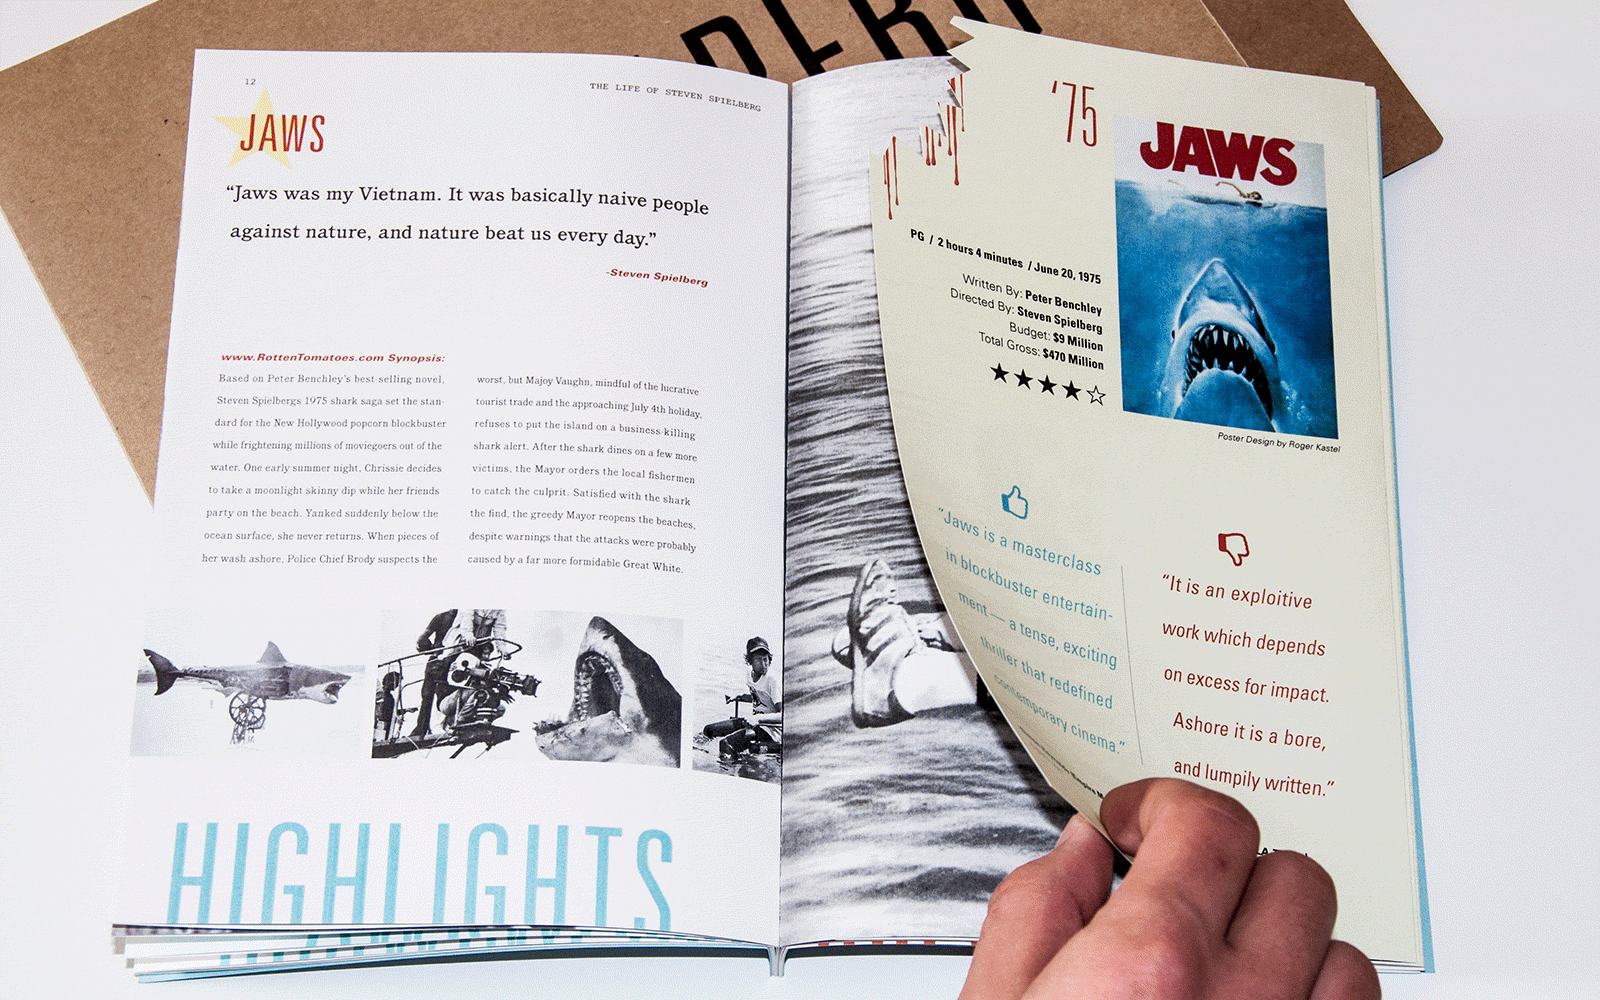 12
THE LIFE OF STEVEN SPIELBERG
JAWS
“Jaws was my Vietnam. It was basically naive people
against nature, and nature beat us every day.”
-Steven Spielberg
www.RottenTomatoes.com Synopsis:
Based on Peter Benchley's best-selling novel,
Steven Spielbergs 1975 shark saga set the stan-
dard for the New Hollywood popcorn blockbuster
while frightening millions of moviegoers out of the
water. One early summer night, Chrissie decides
to take a moonlight skinny dip while her friends
party on the beach. Yanked suddenly below the
ocean surface, she never returns. When pieces of
her wash ashore, Police Chief Brody suspects the
worst, but Majoy Vaughn, mindful of the lucrative
tourist trade and the approaching July 4th holiday,
refuses to put the island on a business-killing
shark alert. After the shark dines on a few more
victims, the Mayor orders the local fishermen
to catch the culprit. Satisfied with the shark
the find, the greedy Mayor reopens the beaches,
despite warnings that the attacks were probably
caused by a far more formidable Great White.
HIGHLIGHTS
‘75
JAWS
PG / 2 hours 4 minutes / June 20, 1975
Written By: Peter Benchley
Directed By: Steven Spielberg
Budget: $9 Million
Total Gross: $470 Million
Poster Design by Roger Kastel
“Jaws is a masterclass
in blockbuster entertain-
ment — a tense, exciting
thriller that redefined
contemporary cinema.”
“It is an exploitive
work which depends
on excess for impact.
Ashore it is a bore,
and lumpily written.”